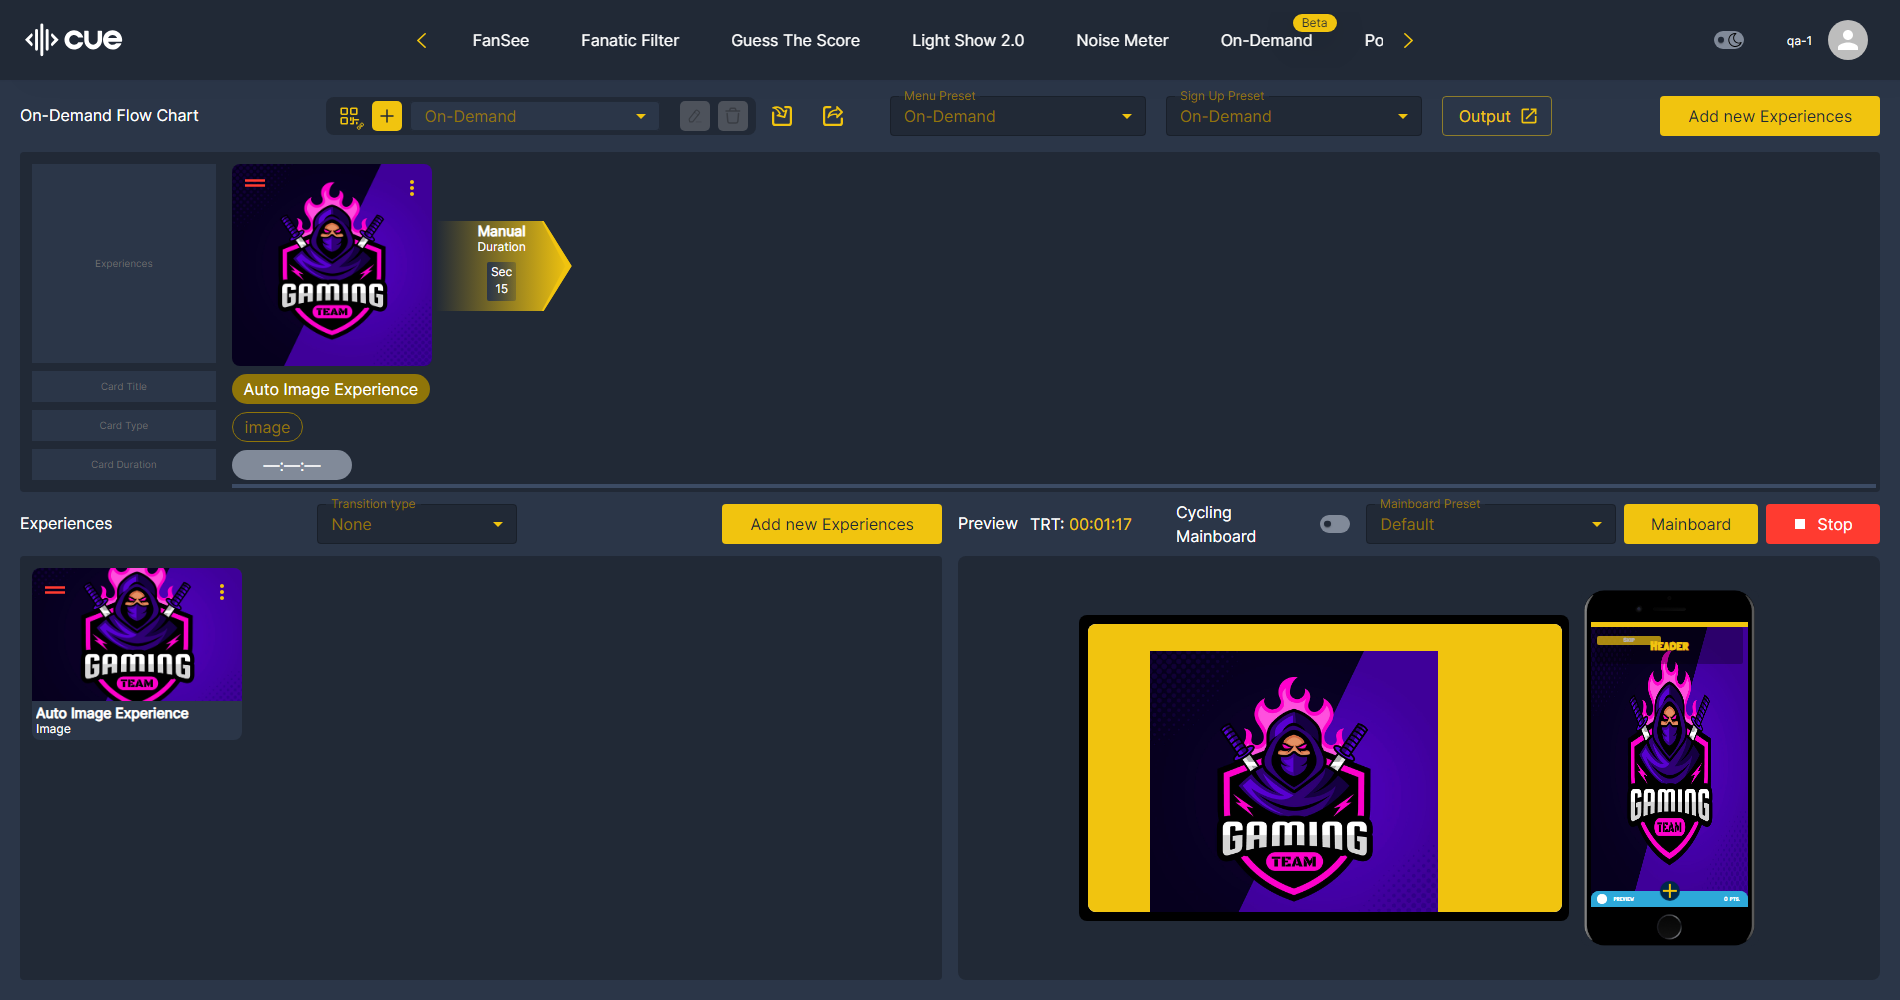 cue
FanSee
Fanatic Filter
Guess The Score
Light Show 2.0
Noise Meter
On-Demand
Beta
Po
qa-1
On-Demand Flow Chart
On-Demand
Menu Preset
On-Demand
Sign Up Preset
On-Demand
Output
Add new Experiences
Experiences
GAMING
TEAM
Manual
Duration
Sec
15
Card Title
Auto Image Experience
Card Type
image
Card Duration
—:—:—
Experiences
Transition type
None
Add new Experiences
Preview
TRT: 00:01:17
Cycling
Mainboard
Mainboard Preset
Default
Mainboard
Stop
GAMING
TEAM
Auto Image Experience
Image
GAMING
TEAM
HEADER
GAMING
TEAM
PREVIEW
0 PTS.